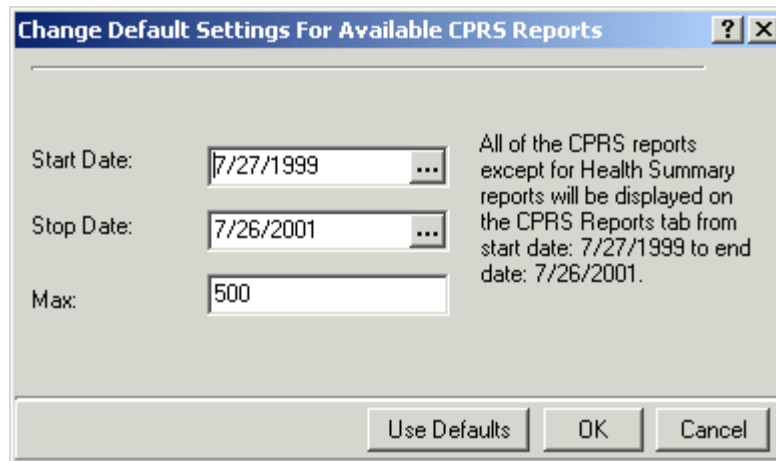 Change Default Settings For Available CPRS Reports
Start Date:
7/27/1999
...
Stop Date:
7/26/2001
...
Max:
500
All of the CPRS reports
except for Health Summary
reports will be displayed on
the CPRS Reports tab from
start date: 7/27/1999 to end
date: 7/26/2001.
Use Defaults
OK
Cancel